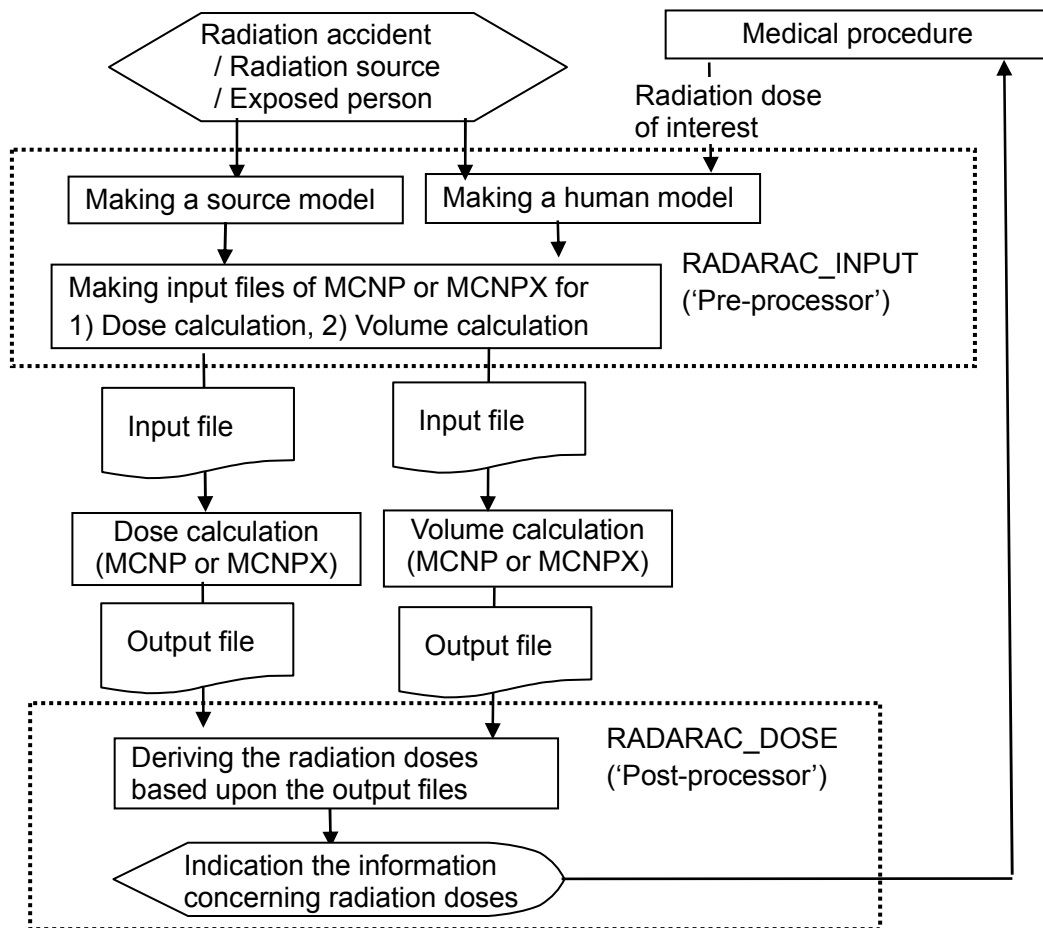 Radiation accident
/ Radiation source
/ Exposed person
Medical procedure
Radiation dose
of interest
Making a source model
Making a human model
Making input files of MCNP or MCNPX for
1) Dose calculation, 2) Volume calculation
RADARAC_INPUT
(‘Pre-processor’)
Input file
Input file
Dose calculation
(MCNP or MCNPX)
Volume calculation
(MCNP or MCNPX)
Output file
Output file
Deriving the radiation doses
based upon the output files
RADARAC_DOSE
(‘Post-processor’)
Indication the information
concerning radiation doses